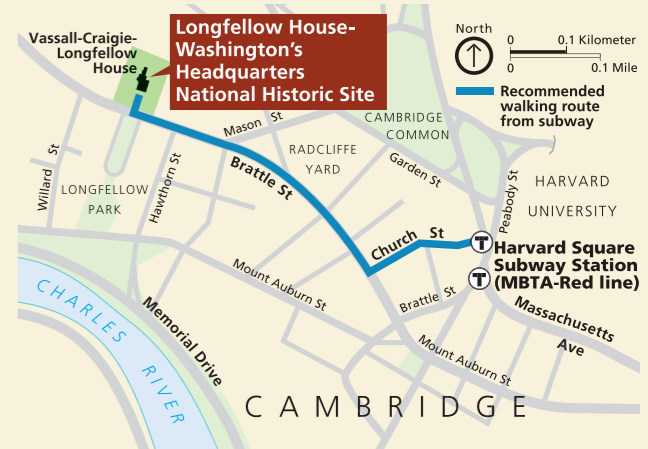 Vassall-Craigie-
Longfellow
House
Longfellow House-
Washington's
Headquarters
National Historic Site
North
0 0.1 Kilometer
0 0.1 Mile
Recommended
walking route
from subway
Mason St
CAMBRIDGE
COMMON
RADCLIFFE
YARD
Garden St
Peabody St
HARVARD
UNIVERSITY
Willard St
LONGFELLOW
PARK
Hawthorn St
Brattle St
Church St
T
Harvard Square
Subway Station
(MBTA-Red line)
T
Mount Auburn St
Brattle St
Massachusetts
Ave
Memorial Drive
CHARLES RIVER
Mount Auburn St
CAMBRIDGE